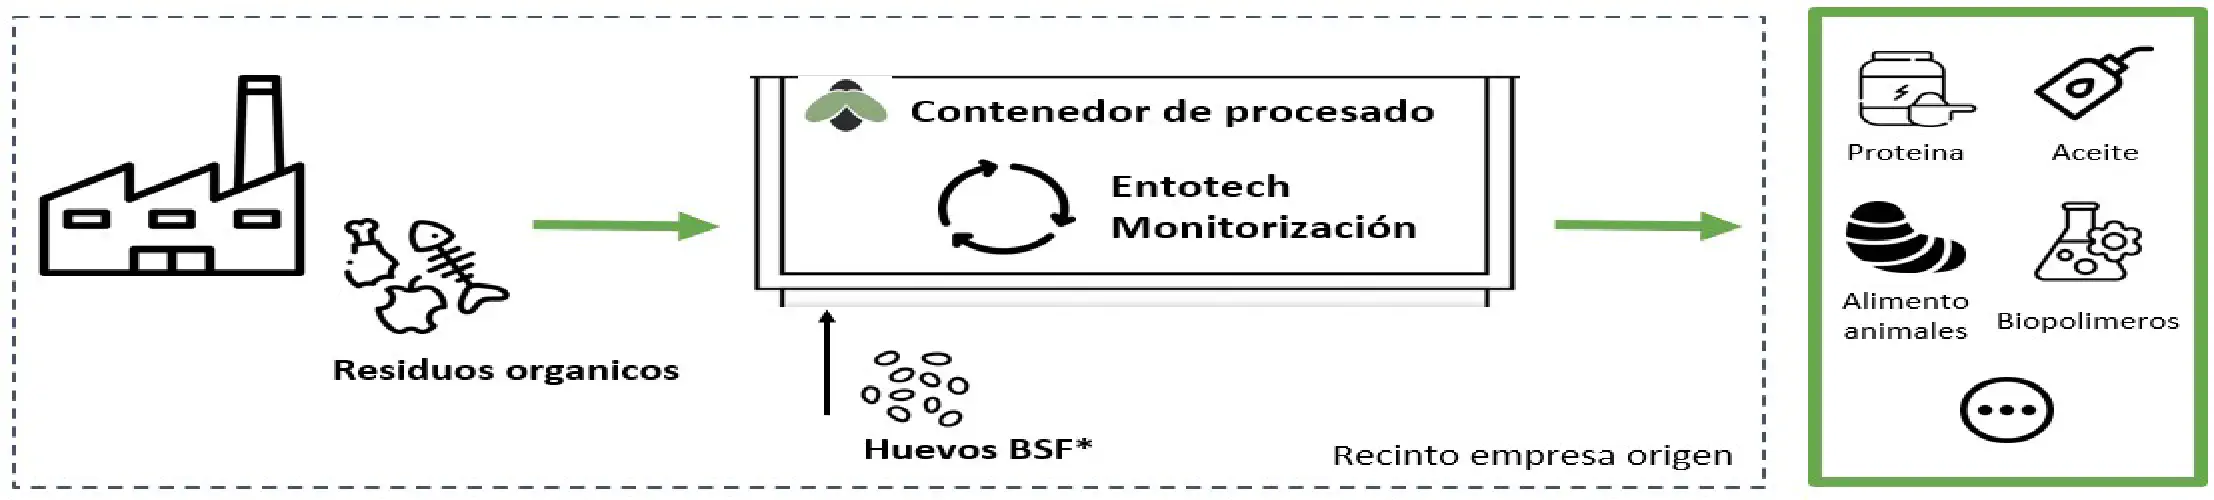 Contenedor de procesado
Entotech
Monitorización
Residuos organicos
Huevos BSF*
Recinto empresa origen
Proteina
Aceite
Alimento
animales
Biopolimeros